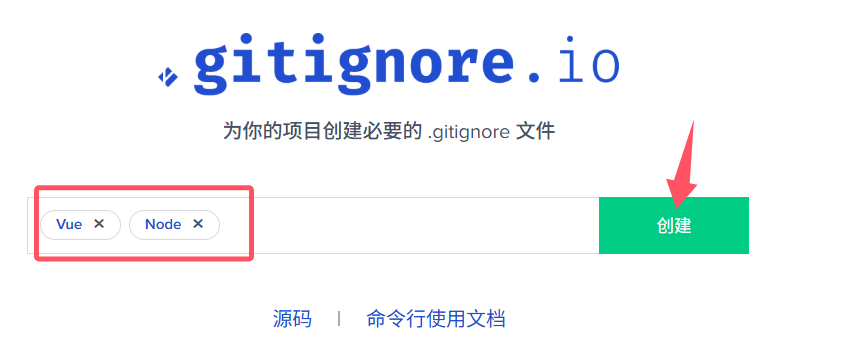 .gitignore.io
为你的项目创建必要的 .gitignore 文件
Vue ✕ Node ✕ 创建
源码 | 命令行使用文档